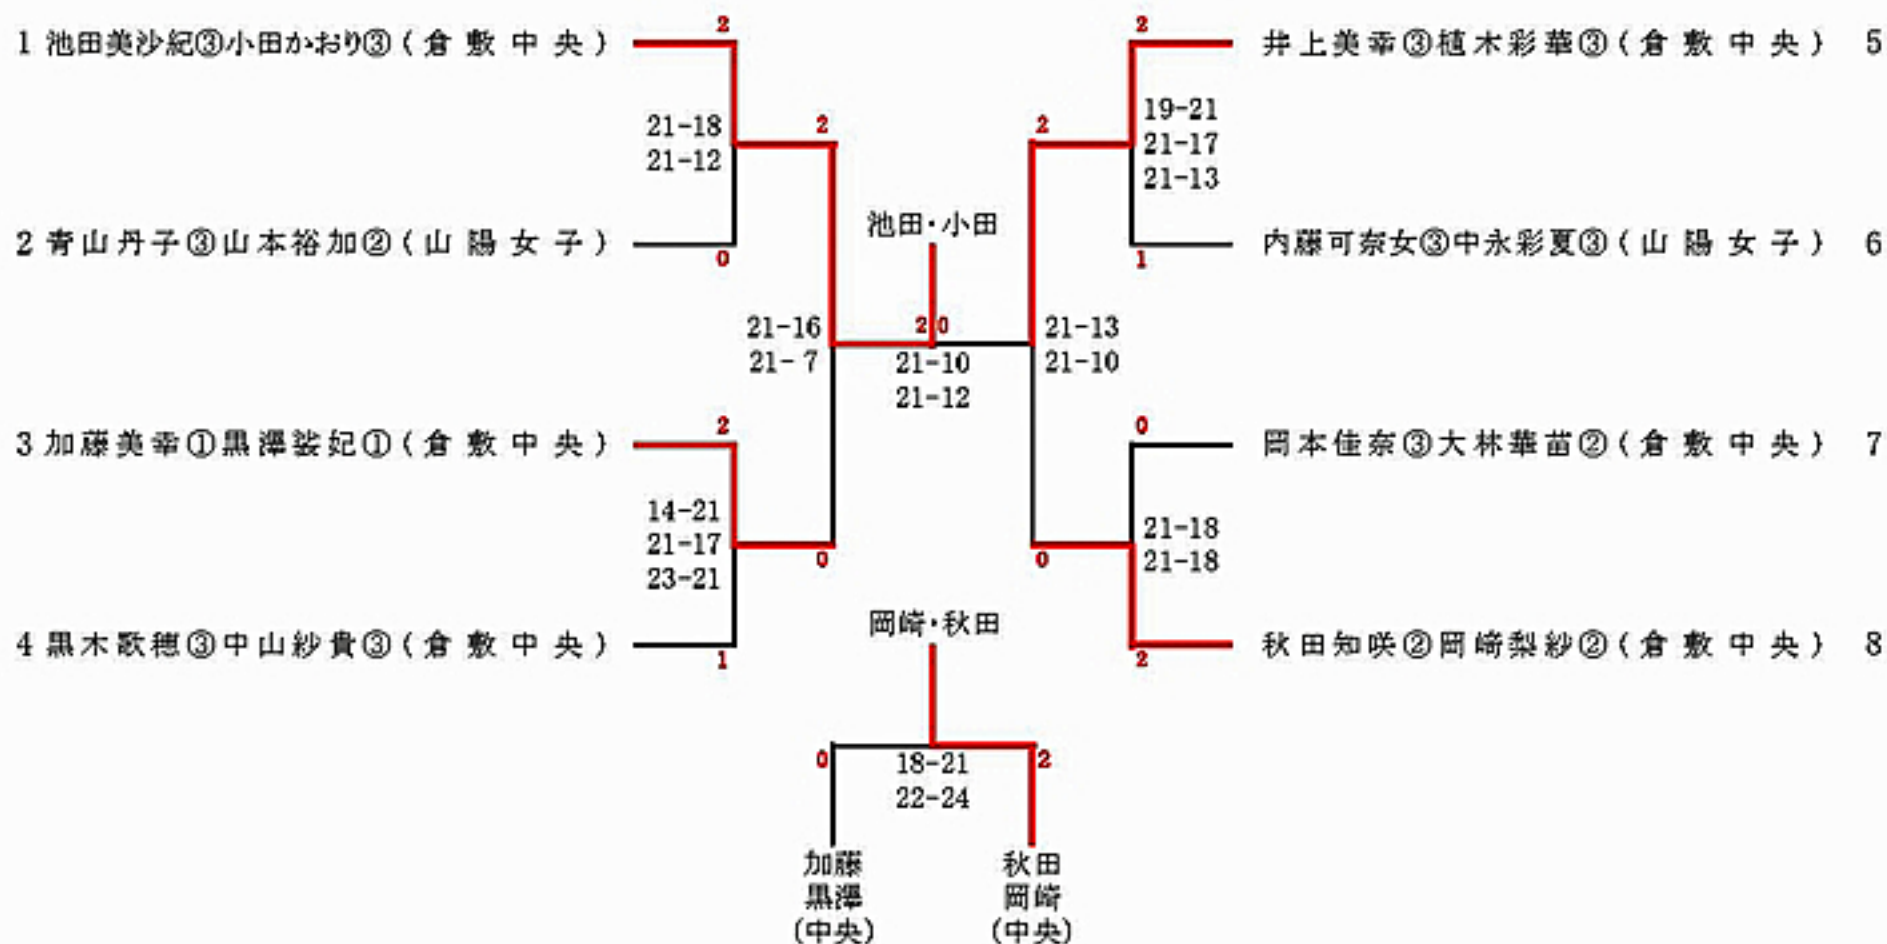 2
2
1 池田美沙紀③小田かおり③(倉敷中央)
井上美幸③植木彩華③(倉敷中央) 5
21-18
21-12
2
2
19-21
21-17
21-13
池田・小田
2 青山丹子③山本裕加②(山陽女子)
0
内藤可奈女③中永彩夏③(山陽女子) 6
1
21-16
21- 7
2 0
21-10
21-12
21-13
21-10
2
0
3 加藤美幸①黒澤裟妃①(倉敷中央)
岡本佳奈③大林華苗②(倉敷中央) 7
14-21
21-17
23-21
0
0
21-18
21-18
岡崎・秋田
4 黒木歌穂③中山紗貴③(倉敷中央)
1
秋田知咲②岡崎梨紗②(倉敷中央) 8
2
0
18-21
22-24
2
加藤
黒澤
(中央)
秋田
岡崎
(中央)